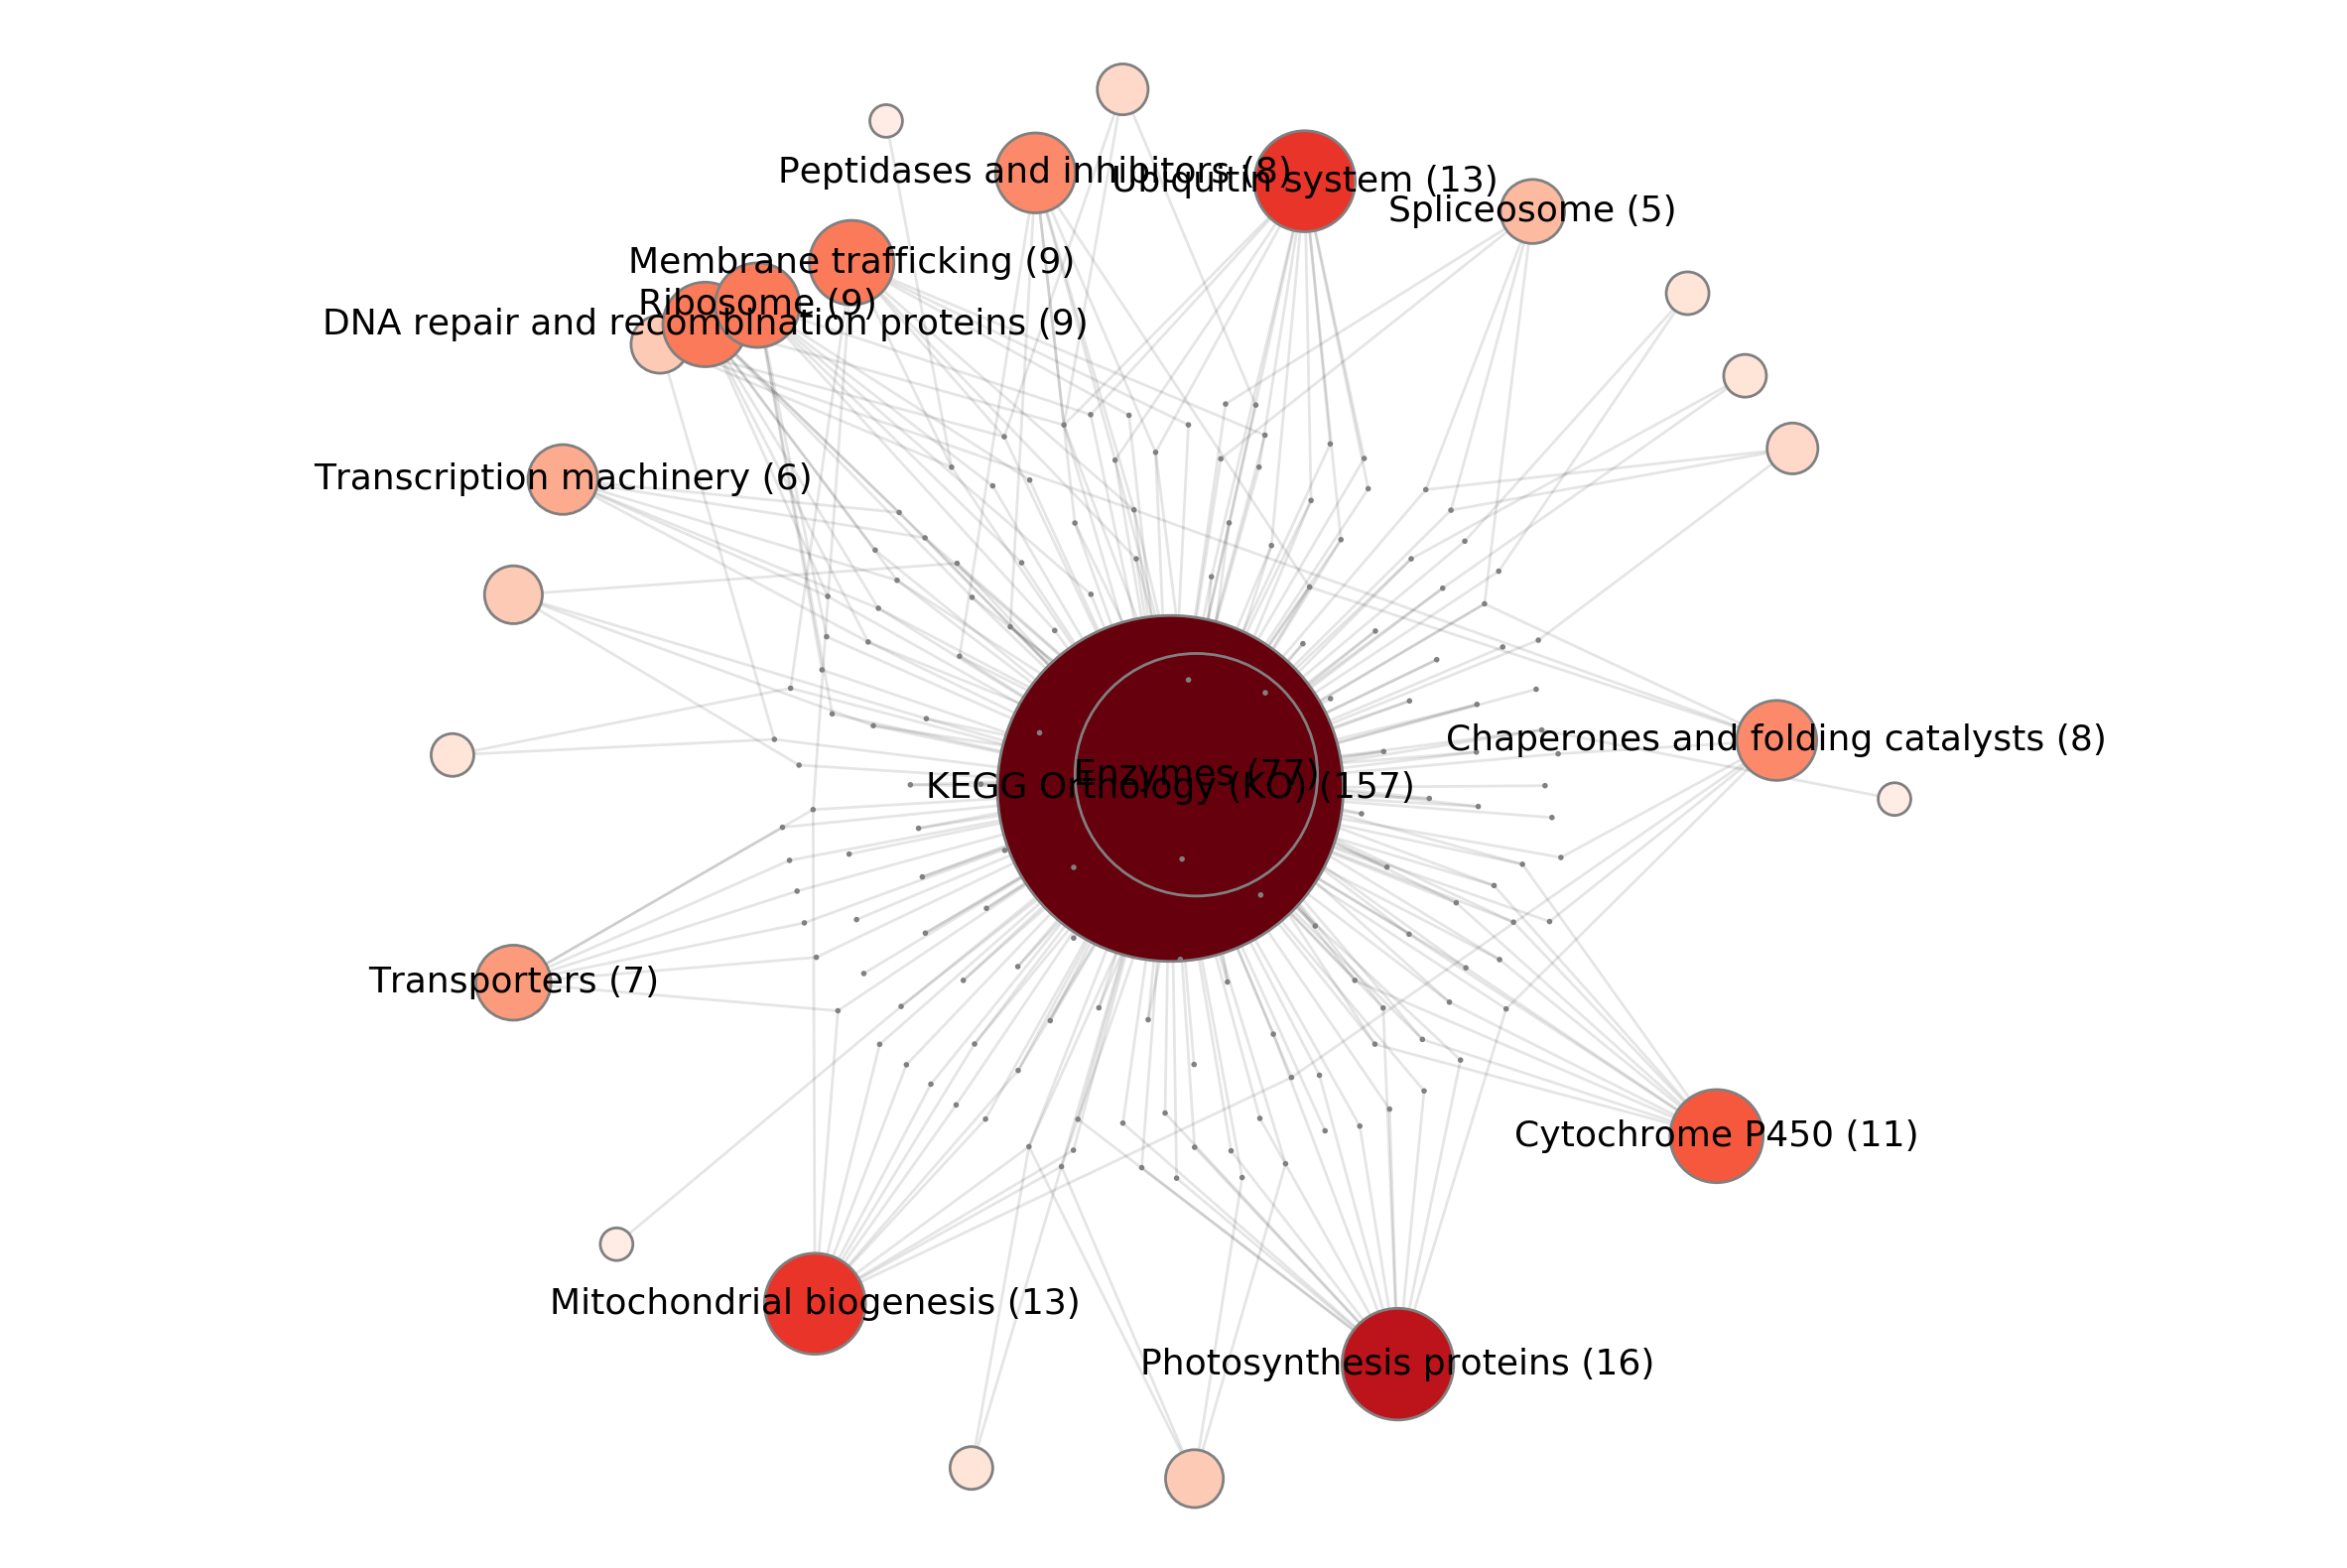 Peptidases and inhibitors (8)
Ubiquitin system (13)
Spliceosome (5)
Membrane trafficking (9)
Ribosome (9)
DNA repair and recombination proteins (9)
Transcription machinery (6)
Chaperones and folding catalysts (8)
Enzymes (77)
KEGG Orthology (KO) (157)
Transporters (7)
Cytochrome P450 (11)
Mitochondrial biogenesis (13)
Photosynthesis proteins (16)